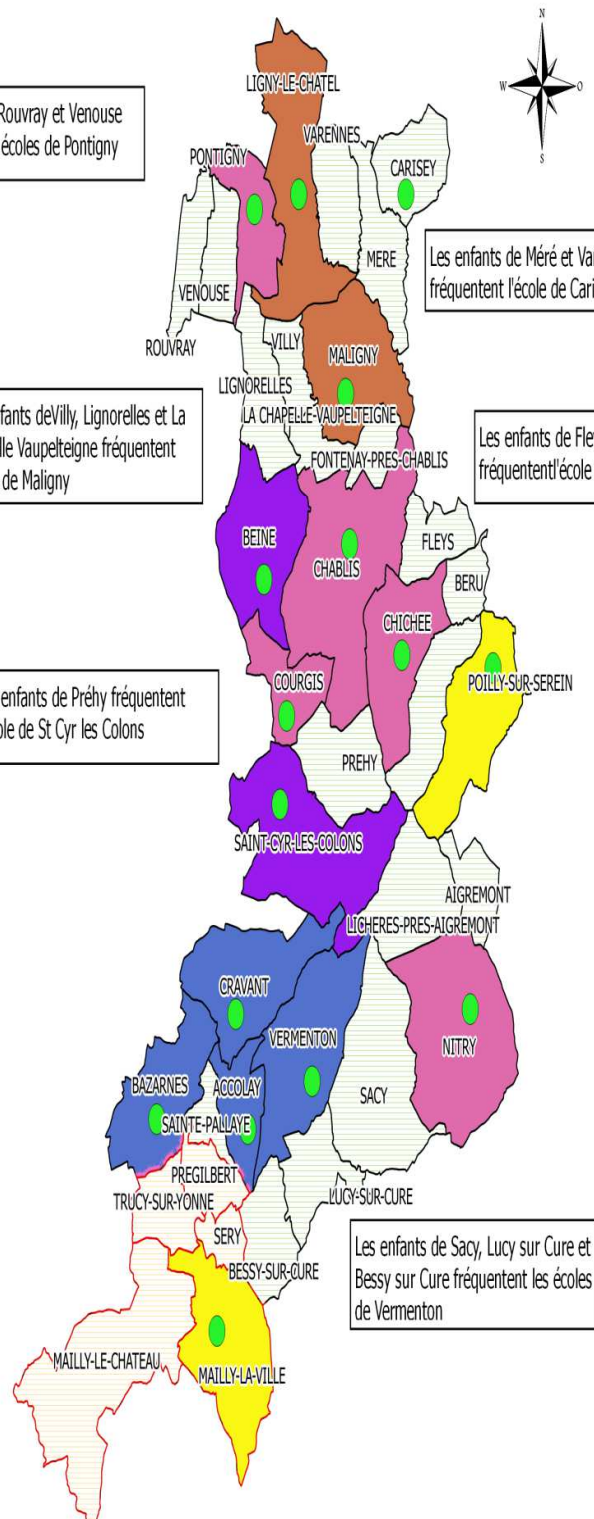 N
W
O
S
LIGNY-LE-CHATEL
Rouvray et Venouse
écoles de Pontigny
VARENNES
PONTIGNY
CARISEY
MERE
Les enfants de Méré et Var
fréquentent l'école de Cari
VENOUSE
ROUVRAY
VILLY
MALIGNY
LIGNORELLES
LA CHAPELLE-VAUPELTEIGNE
fants deVilly, Lignorelles et La
lle Vaupelteigne fréquentent
de Maligny
Les enfants de Fley
fréquententl'école
FONTENAY-PRES-CHABLIS
BEINE
FLEYS
CHABLIS
BERU
CHICHEE
COURGIS
POILLY-SUR-SEREIN
enfants de Préhy fréquentent
ole de St Cyr les Colons
PREHY
SAINT-CYR-LES-COLONS
AIGREMONT
LICHERES-PRES-AIGREMONT
CRAVANT
VERMENTON
NITRY
BAZARNES
ACCOLAY
SACY
SAINTE-PALLAYE
PREGILBERT
TRUCY-SUR-YONNE
LUCY-SUR-CURE
SERY
BESSY-SUR-CURE
Les enfants de Sacy, Lucy sur Cure et
Bessy sur Cure fréquentent les écoles
de Vermenton
MAILLY-LE-CHATEAU
MAILLY-LA-VILLE